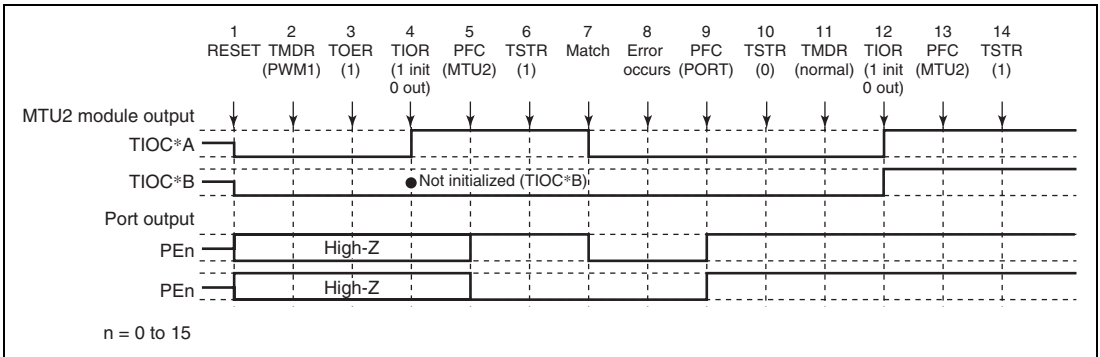 1 2 3 4 5 6 7 8 9 10 11 12 13 14
RESET TMDR TOER TIOR PFC TSTR Match Error PFC TSTR TMDR TIOR PFC TSTR
(PWM1) (1) (1 init (MTU2) (1) occurs (PORT) (0) (normal) (1 init (MTU2) (1)
0 out) 0 out)
MTU2 module output
TIOC*A
TIOC*B
Not initialized (TIOC*B)
Port output
PEn
High-Z
PEn
High-Z
n = 0 to 15